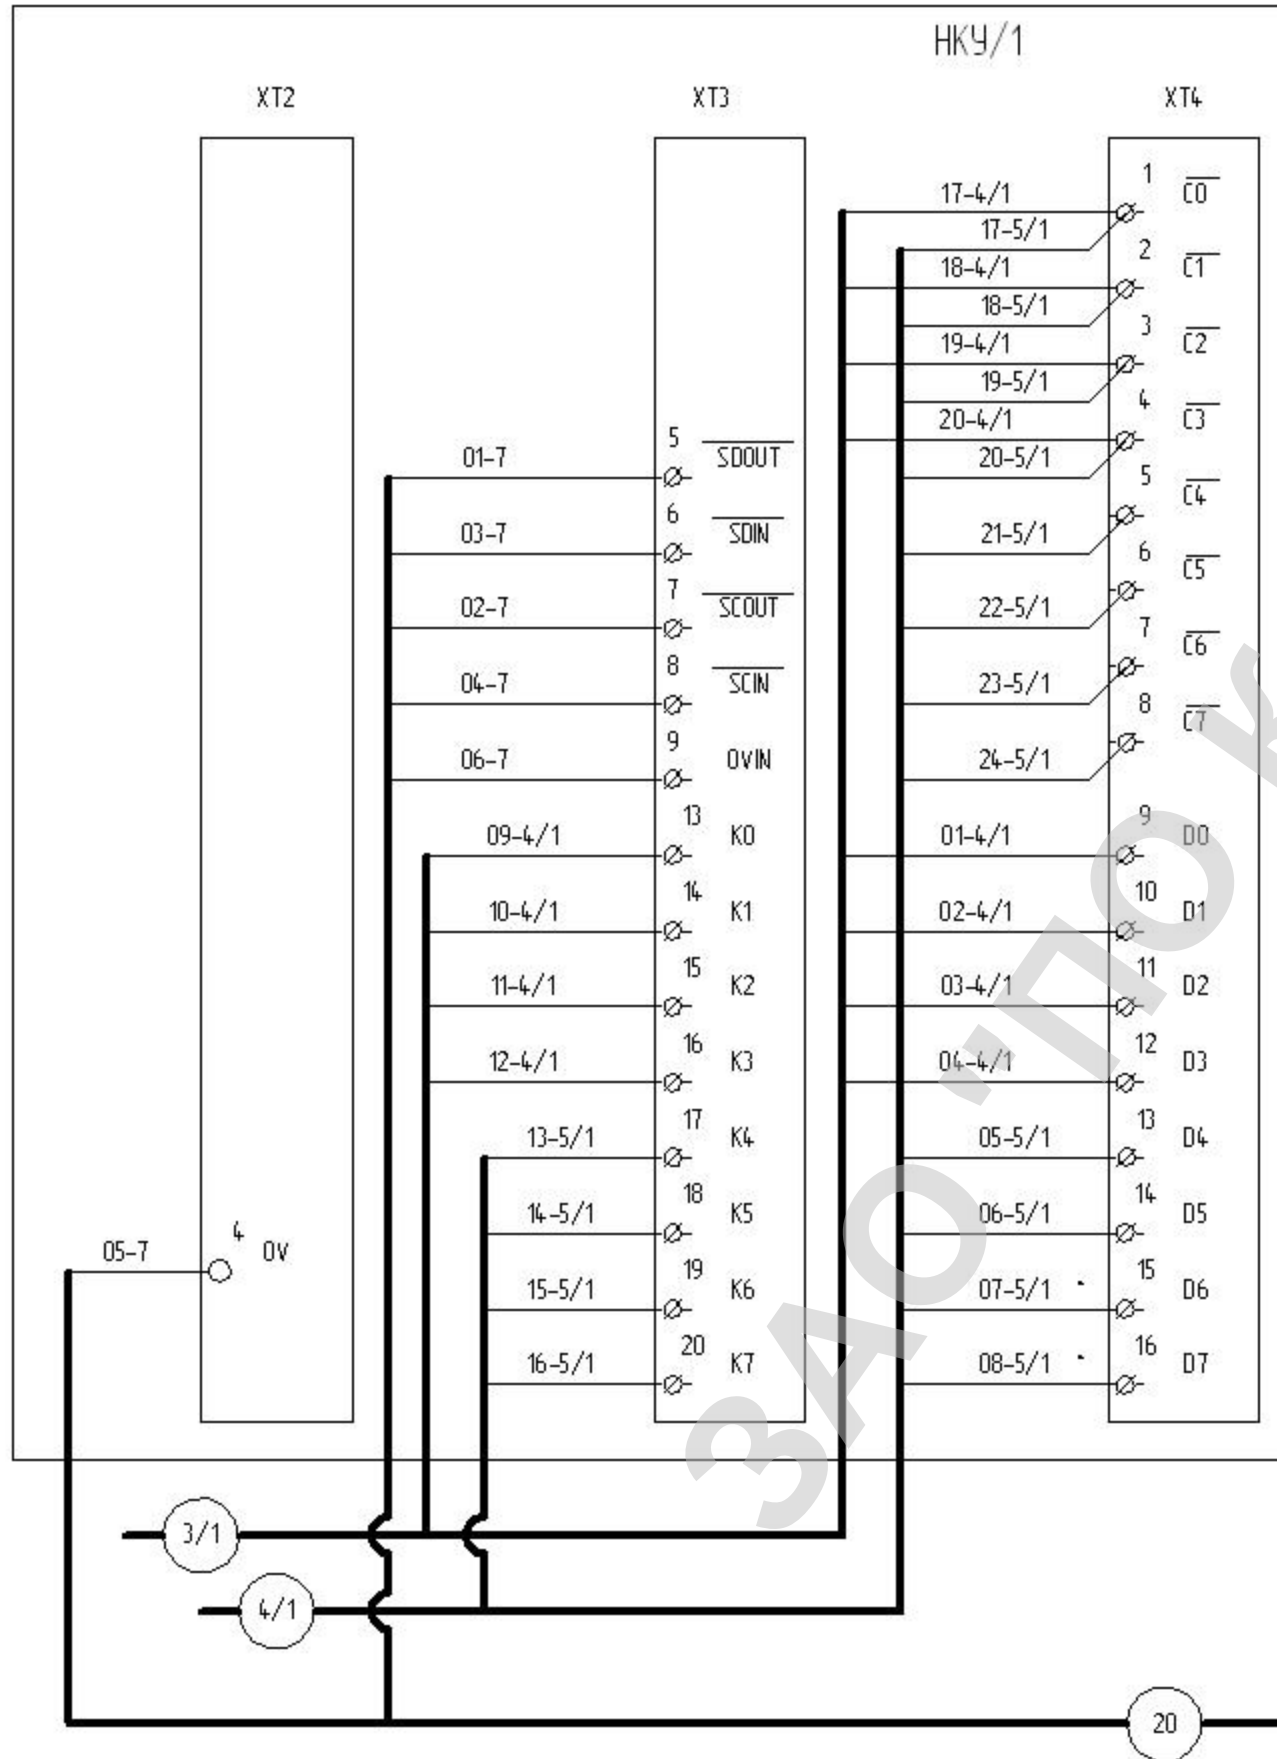 НКУ/1
XT2 XT3 XT4
1 C0
17-4/1
17-5/1
2 C1
18-4/1
18-5/1
3 C2
19-4/1
19-5/1
4 C3
20-4/1
5 SDOUT
01-7
20-5/1
5 C4
6 SDIN
03-7
21-5/1
6 C5
7 SCOUT
02-7
22-5/1
7 C6
8 SCIN
04-7
23-5/1
8 C7
9 0VIN
06-7
24-5/1
13 K0
09-4/1
9 D0
01-4/1
14 K1
10-4/1
10 D1
02-4/1
15 K2
11-4/1
11 D2
03-4/1
16 K3
12-4/1
12 D3
04-4/1
17 K4
13-5/1
13 D4
05-5/1
18 K5
14-5/1
14 D5
06-5/1
4 0V
05-7
19 K6
15-5/1
15 D6
07-5/1
20 K7
16-5/1
16 D7
08-5/1
3/1
4/1
20
ЗАО "ПО К